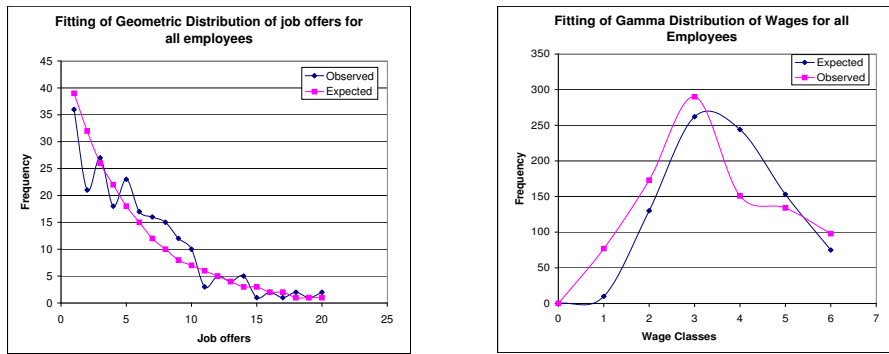 Fitting of Geometric Distribution of job offers for
all employees
45
40
35
30
25
20
15
10
5
0
0 5 10 15 20 25
Frequency
Job offers
Observed
Expected
Fitting of Gamma Distribution of Wages for all
Employees
350
300
250
200
150
100
50
0
0 1 2 3 4 5 6 7
Frequency
Wage Classes
Expected
Observed